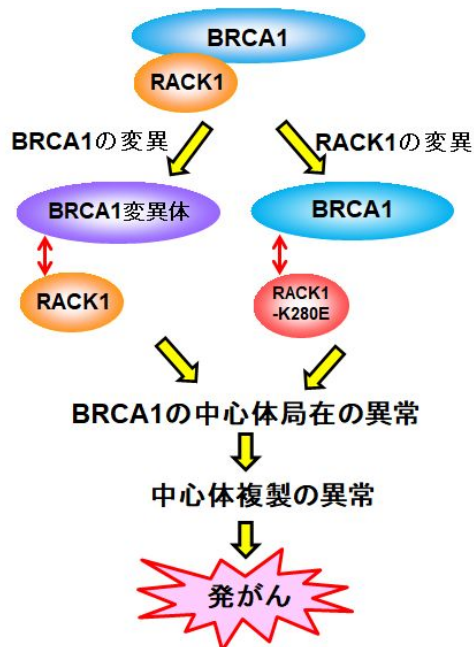 BRCA1
RACK1
BRCA1の変異
RACK1の変異
BRCA1変異体
BRCA1
RACK1
RACK1
-K280E
BRCA1の中心体局在の異常
中心体複製の異常
発がん